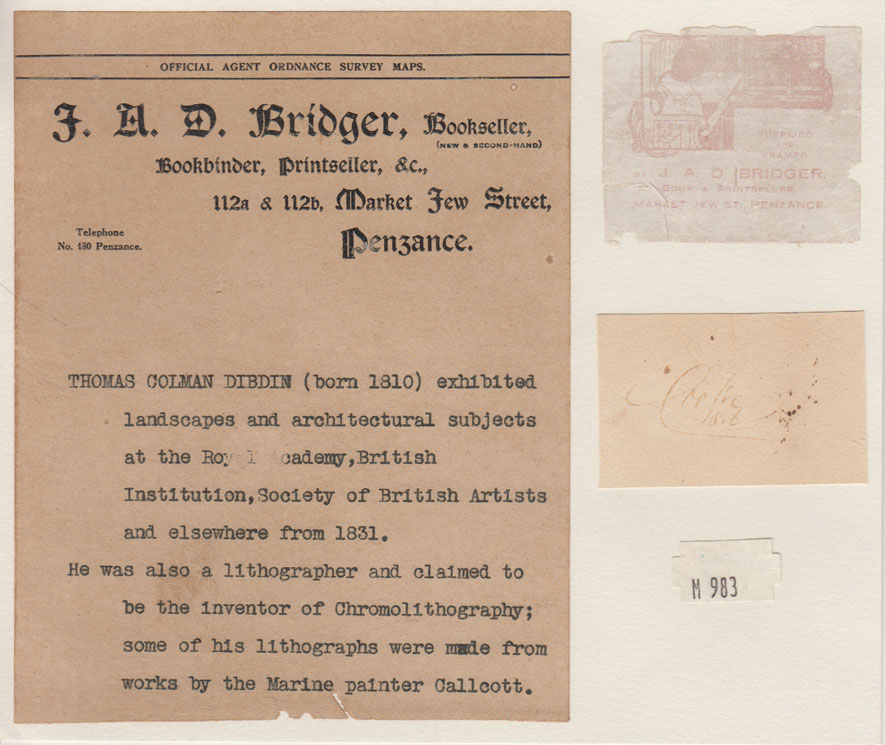 OFFICIAL AGENT ORDNANCE SURVEY MAPS.
J. A. D. Bridger, Bookseller,
(NEW & SECOND-HAND)
Bookbinder, Printseller, &c.,
112a & 112b, Market Jew Street,
Telephone
No. 180 Penzance.
Penzance.
THOMAS COLMAN DIBDIN (born 1810) exhibited
landscapes and architectural subjects
at the Royal Academy,British
Institution,Society of British Artists
and elsewhere from 1831.
He was also a lithographer and claimed to
be the inventor of Chromolithography;
some of his lithographs were made from
works by the Marine painter Callcott.
SUPPLIED
AND
FRAMED
BY J. A. D. BRIDGER,
BOOK & PRINTSELLER,
MARKET JEW ST., PENZANCE.
M 983